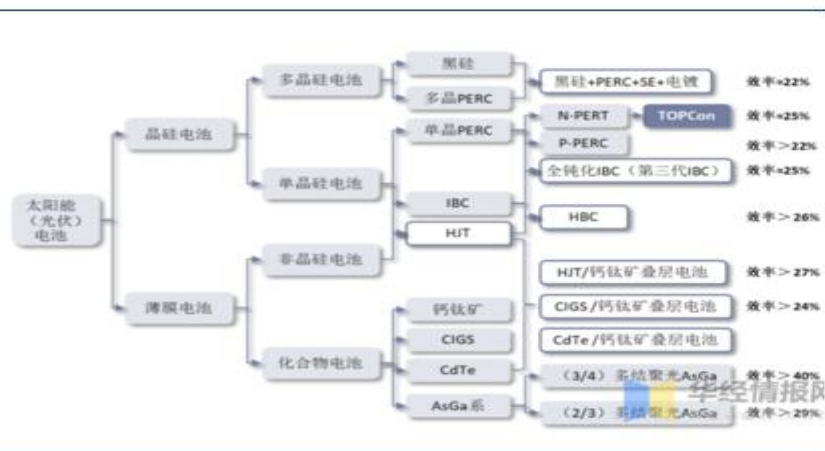 黑硅
多晶硅电池
黑硅+PERC+SE+电镀
效率≈22%
多晶PERC
N-PERT
TOPCon
效率≈25%
晶硅电池
单晶PERC
P-PERC
效率>22%
全钝化IBC（第三代IBC）
效率≈25%
单晶硅电池
IBC
太阳能
（光伏）
电池
HBC
效率>26%
HJT
非晶硅电池
HJT/钙钛矿叠层电池
效率>27%
薄膜电池
钙钛矿
CIGS/钙钛矿叠层电池
效率>24%
CIGS
CdTe/钙钛矿叠层电池
化合物电池
CdTe
（3/4）多结聚光AsGa
效率>40%
AsGa系
（2/3）多结聚光AsGa
效率>29%
华经情报网